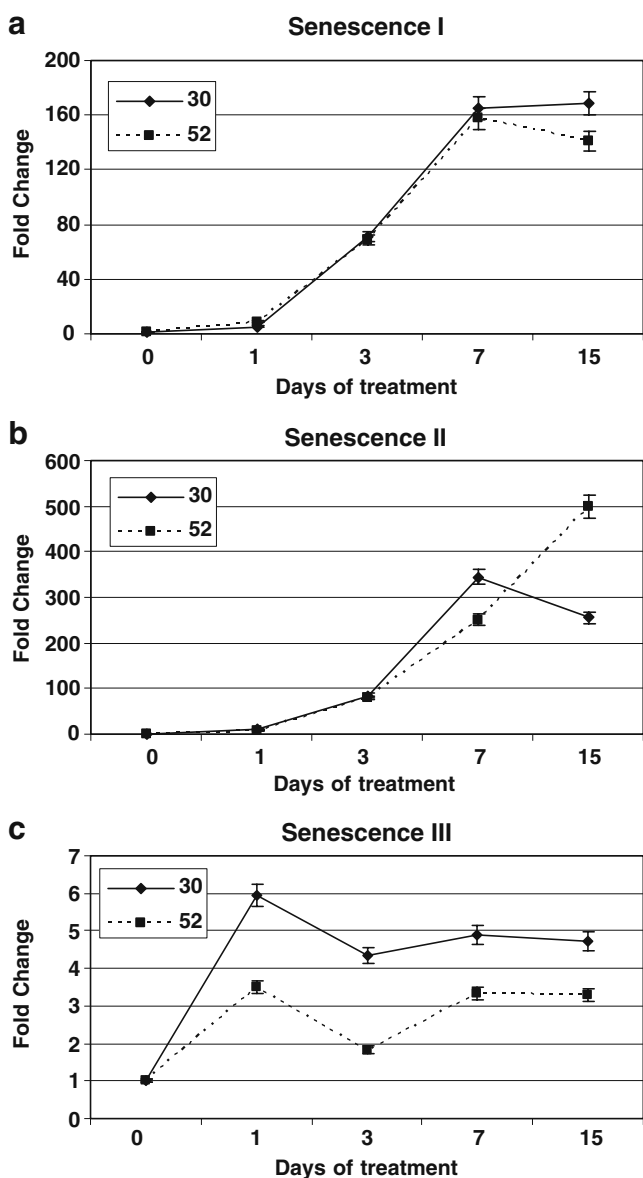 a
Senescence I
200
160
120
80
40
0
30
52
Fold Change
0 1 3 7 15
Days of treatment
b
Senescence II
600
500
400
300
200
100
0
30
52
Fold Change
0 1 3 7 15
Days of treatment
c
Senescence III
7
6
5
4
3
2
1
0
30
52
Fold Change
0 1 3 7 15
Days of treatment